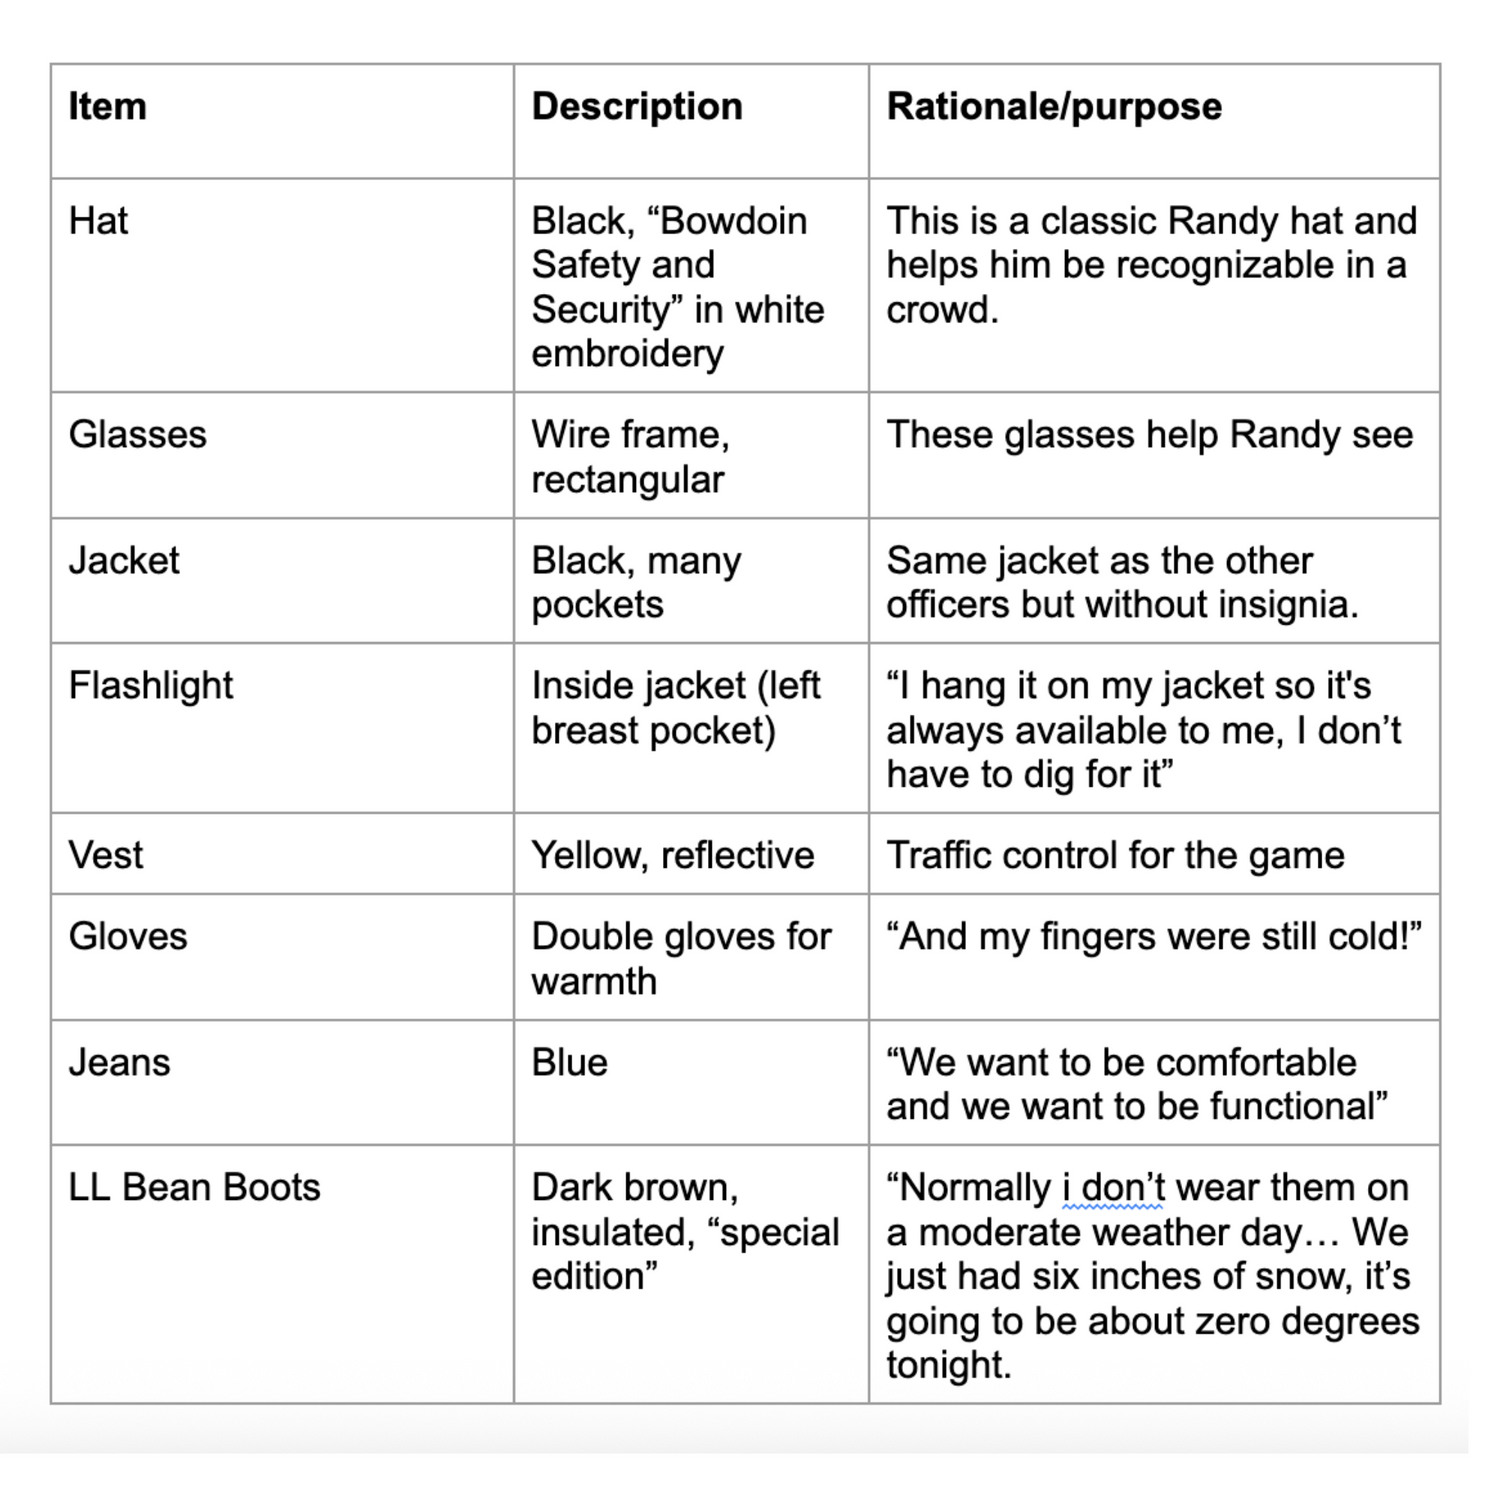 Item
Description
Rationale/purpose
Hat
Black, “Bowdoin
Safety and
Security” in white
embroidery
This is a classic Randy hat and
helps him be recognizable in a
crowd.
Glasses
Wire frame,
rectangular
These glasses help Randy see
Jacket
Black, many
pockets
Same jacket as the other
officers but without insignia.
Flashlight
Inside jacket (left
breast pocket)
“I hang it on my jacket so it's
always available to me, I don’t
have to dig for it”
Vest
Yellow, reflective
Traffic control for the game
Gloves
Double gloves for
warmth
“And my fingers were still cold!”
Jeans
Blue
“We want to be comfortable
and we want to be functional”
LL Bean Boots
Dark brown,
insulated, “special
edition”
“Normally i don’t wear them on
a moderate weather day… We
just had six inches of snow, it’s
going to be about zero degrees
tonight.